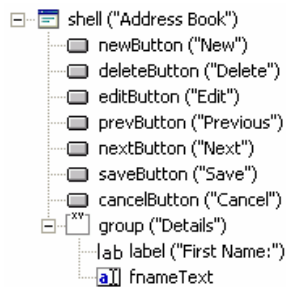 shell ("Address Book")
newButton ("New")
deleteButton ("Delete")
editButton ("Edit")
prevButton ("Previous")
nextButton ("Next")
saveButton ("Save")
cancelButton ("Cancel")
XY group ("Details")
lab label ("First Name:")
a fnameText